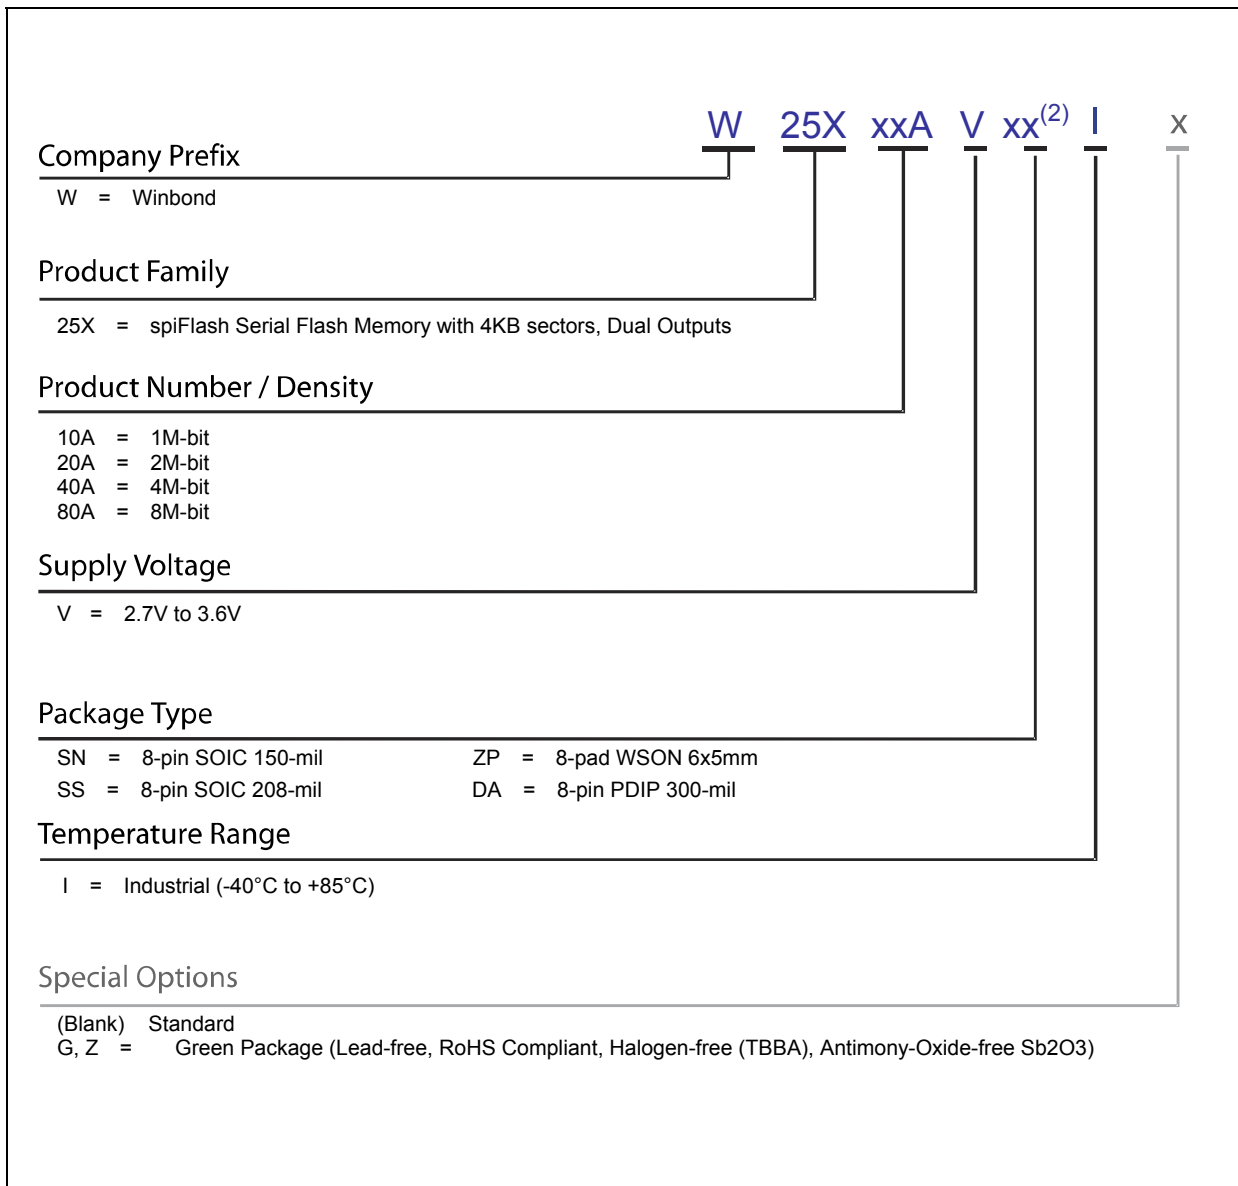 W 25X xxA V xx(2) I x
Company Prefix
W = Winbond
Product Family
25X = spiFlash Serial Flash Memory with 4KB sectors, Dual Outputs
Product Number / Density
10A = 1M-bit
20A = 2M-bit
40A = 4M-bit
80A = 8M-bit
Supply Voltage
V = 2.7V to 3.6V
Package Type
SN = 8-pin SOIC 150-mil ZP = 8-pad WSON 6x5mm
SS = 8-pin SOIC 208-mil DA = 8-pin PDIP 300-mil
Temperature Range
I = Industrial (-40°C to +85°C)
Special Options
(Blank) Standard
G, Z = Green Package (Lead-free, RoHS Compliant, Halogen-free (TBBA), Antimony-Oxide-free Sb2O3)